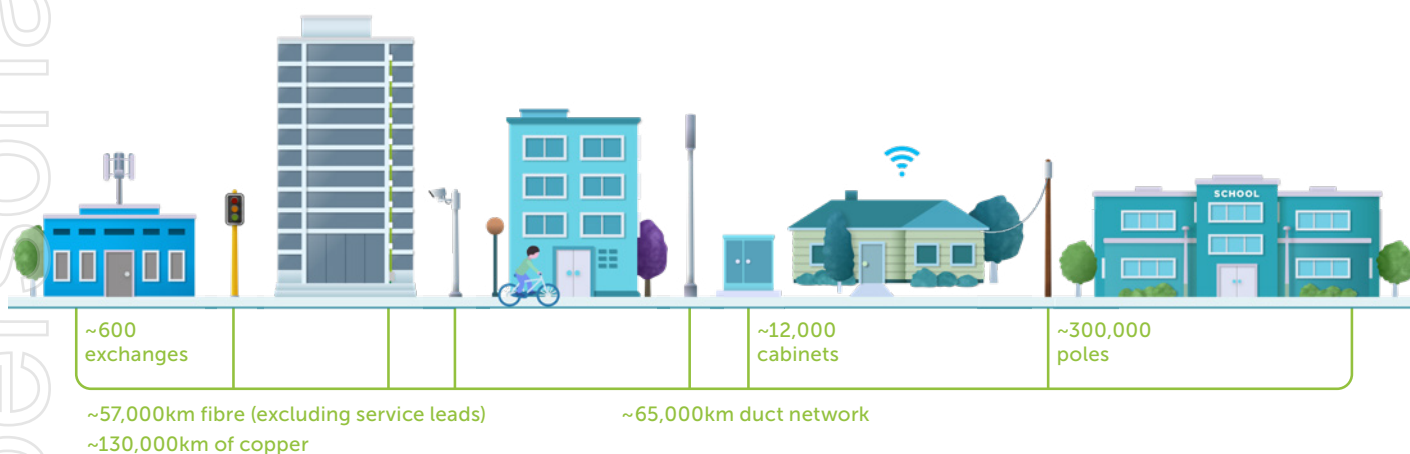 SCHOOL
~600
exchanges
~12,000
cabinets
~300,000
poles
~57,000km fibre (excluding service leads)
~130,000km of copper
~65,000km duct network